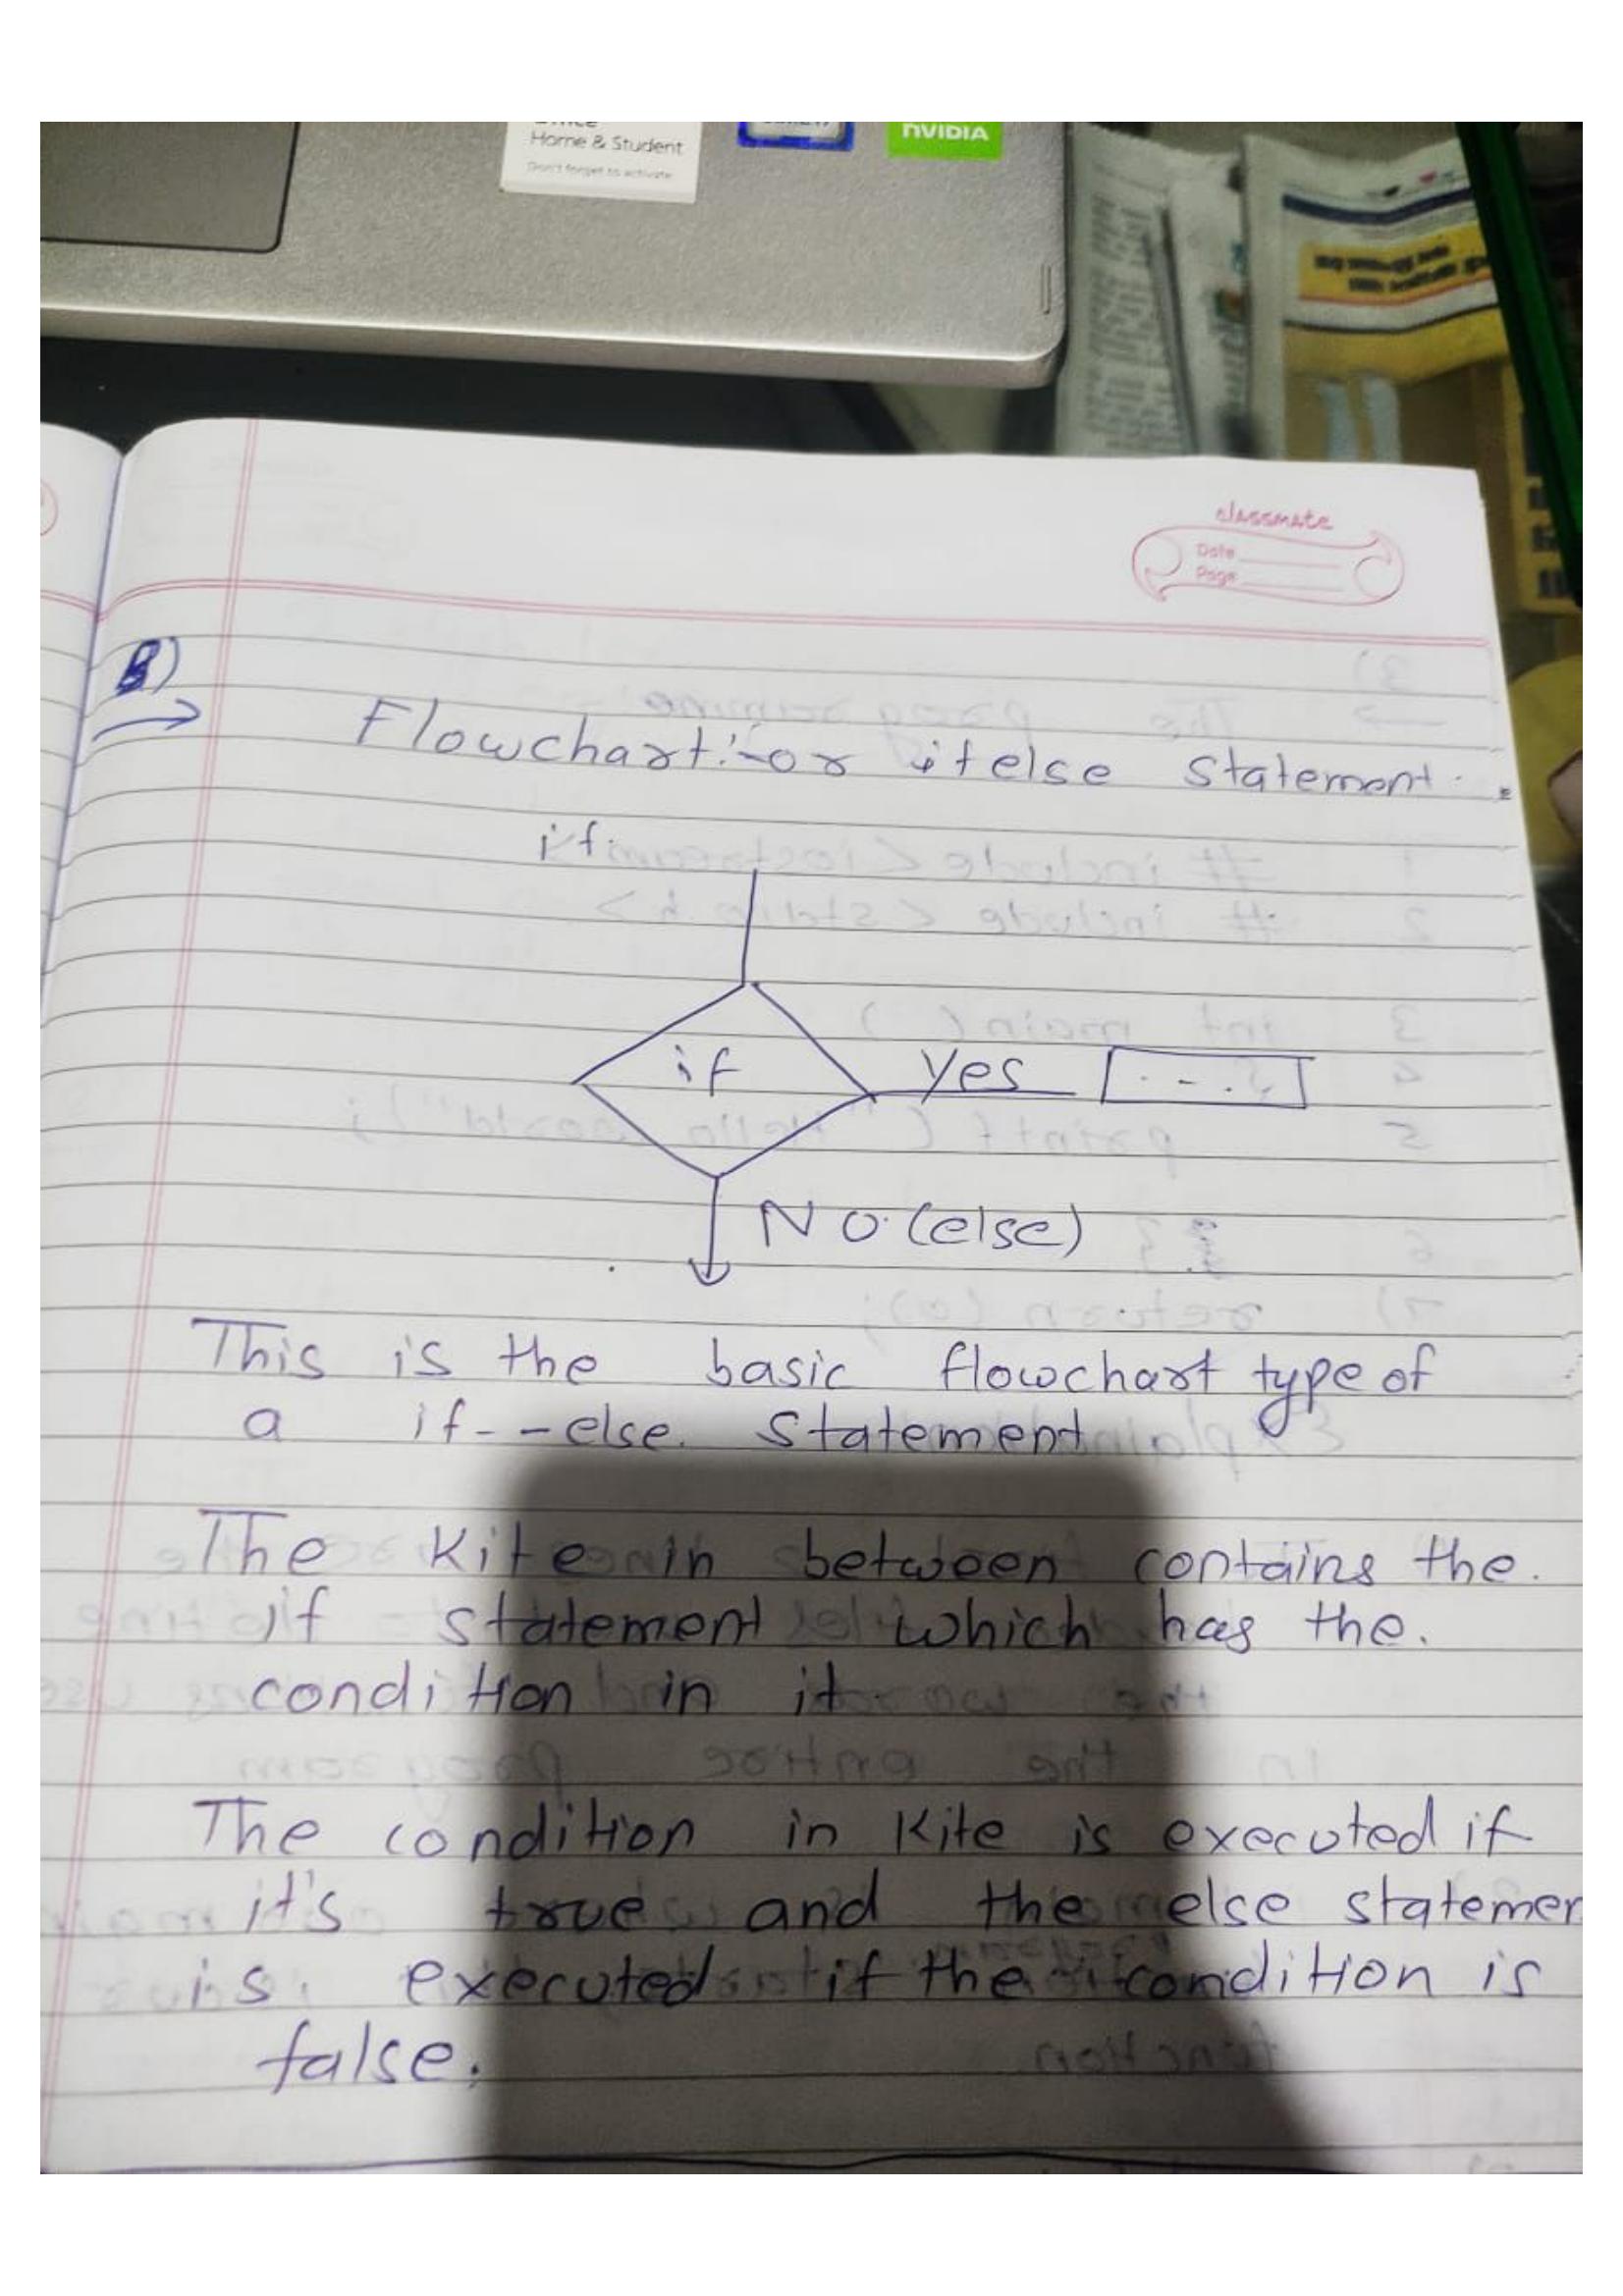 Home & Student
Don't forget to activate
NVIDIA
classmate
Date
Page
B)
Flowchart for if else statement.
if
if
Yes
...
NO (else)
This is the basic flowchart type of
a if--else. statement
The Kite in between contains the.
if statement which has the.
condition in it
The condition in Kite is executed if
it's true and the else statemen
is. executed if the condition is
false.